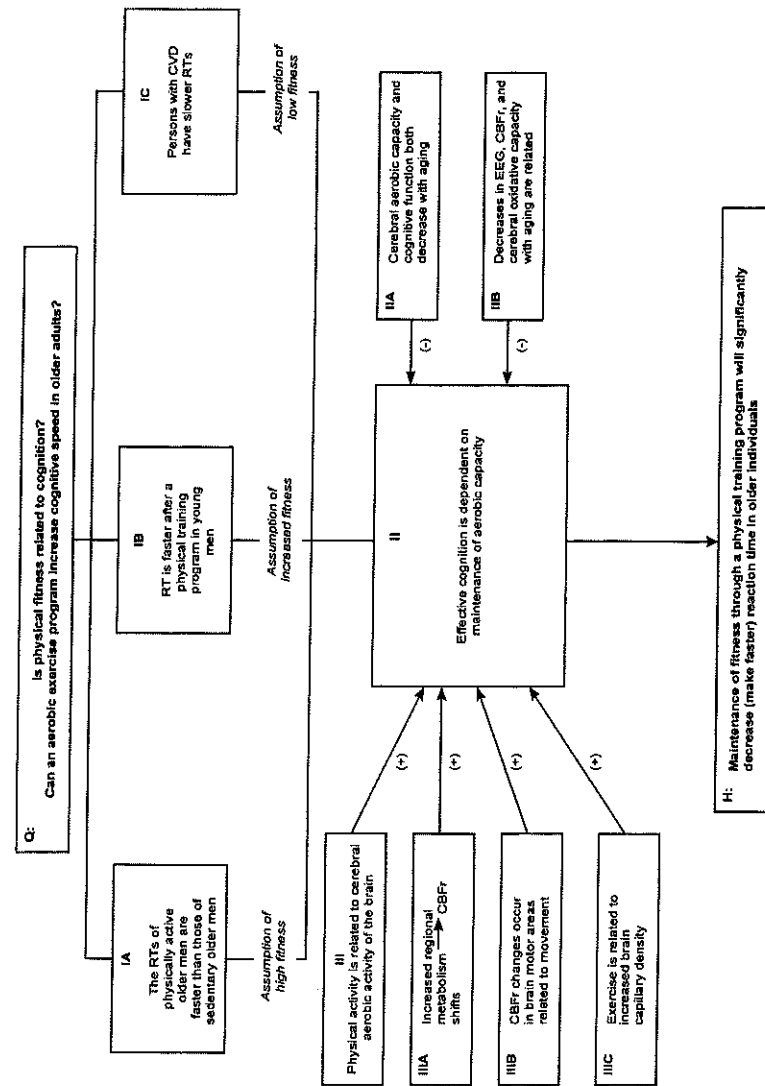 Q:
Is physical fitness related to cognition?
Can an aerobic exercise program increase cognitive speed in older adults?
IA
The RTs of
physically active
older men are
faster than those of
sedentary older men
IB
RT is faster after a
physical training
program in young
men
IC
Persons with CVD
have slower RTs
Assumption of
high fitness
Assumption of
increased fitness
Assumption of
low fitness
III
Physical activity is related to cerebral
aerobic activity of the brain
(+)
IIIA
Increased regional
metabolism → CBFr
shifts
(+)
IIIB
CBFr changes occur
in brain motor areas
related to movement
(+)
IIIC
Exercise is related to
increased brain
capillary density
(+)
II
Effective cognition is dependent on
maintenance of aerobic capacity
IIA
Cerebral aerobic capacity and
cognitive function both
decrease with aging
(-)
IIB
Decreases in EEG, CBFr, and
cerebral oxidative capacity
with aging are related
(-)
H: Maintenance of fitness through a physical training program will significantly
decrease (make faster) reaction time in older individuals